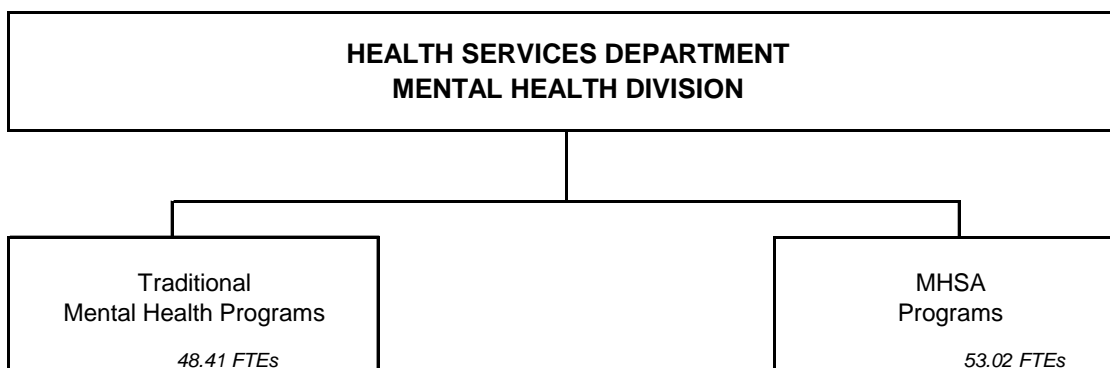 HEALTH SERVICES DEPARTMENT
MENTAL HEALTH DIVISION
Traditional
Mental Health Programs
48.41 FTEs
MHSA
Programs
53.02 FTEs